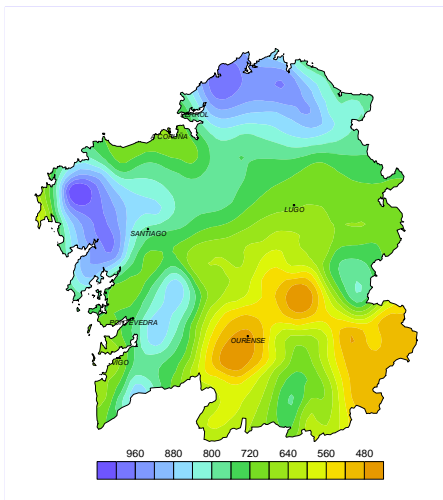 FERROL
A CORUÑA
LUGO
SANTIAGO
PONTEVEDRA
OURENSE
VIGO
960 880 800 720 640 560 480